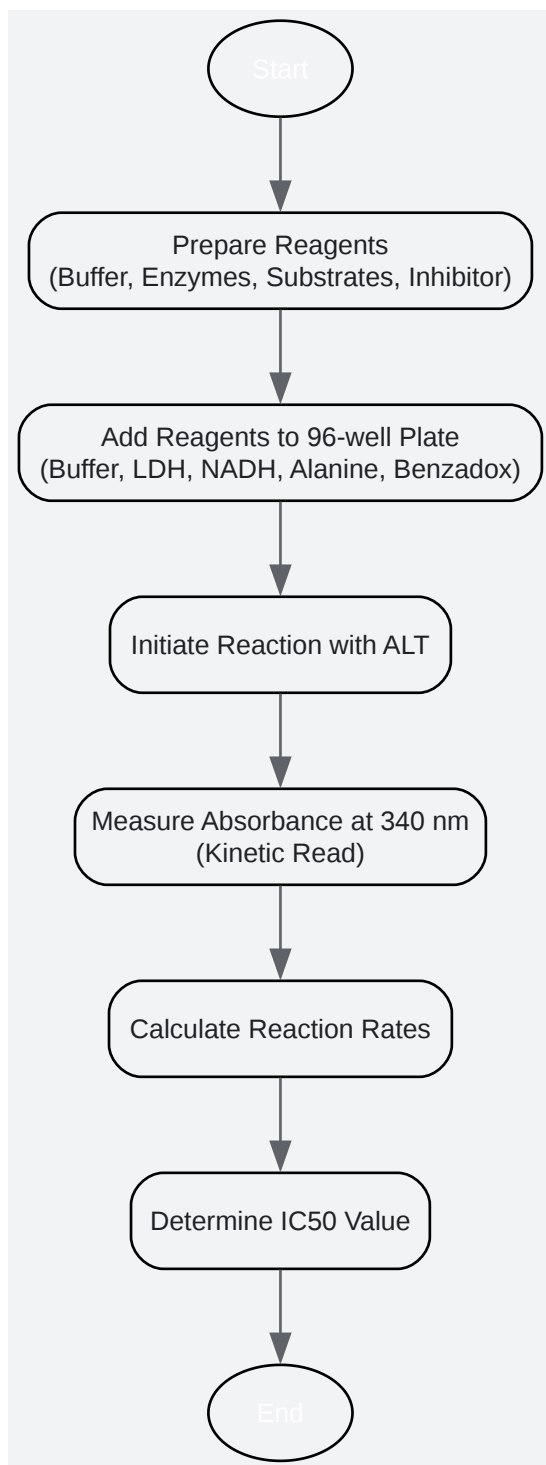 Start
Prepare Reagents
(Buffer, Enzymes, Substrates, Inhibitor)
Add Reagents to 96-well Plate
(Buffer, LDH, NADH, Alanine, Benzadox)
Initiate Reaction with ALT
Measure Absorbance at 340 nm
(Kinetic Read)
Calculate Reaction Rates
Determine IC50 Value
End